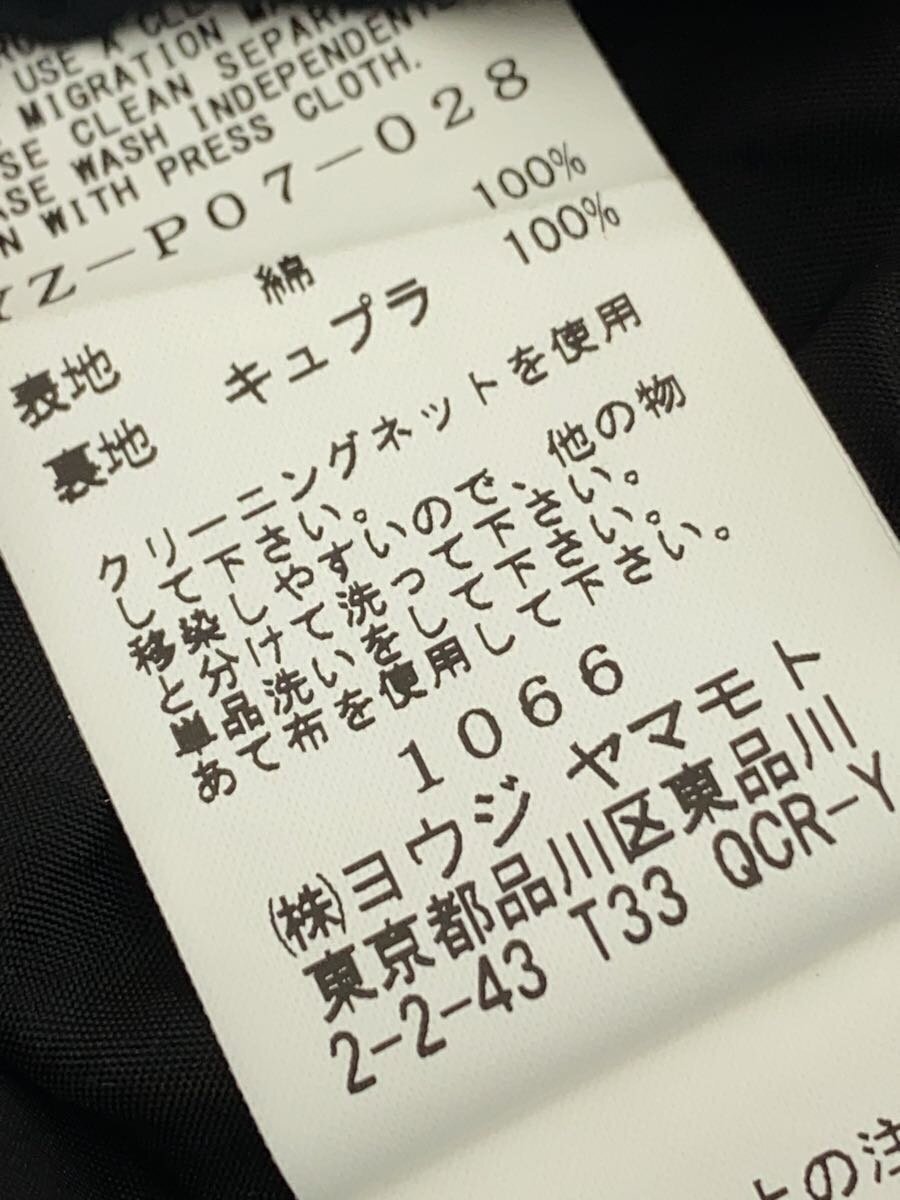 USE A
MIGRATION
CLEAN
WASH INDEPENDENT
WITH PRESS CLOTH.
YZ-P07-028
表地 綿 100%
裏地 キュプラ 100%
クリーニングネットを使用
して下さい。
移染しやすいので、他の物
と分けて洗って下さい。
単品洗いをして下さい。
あて布を使用して下さい。
1066
(株)ヨウジ ヤマモト
東京都品川区東品川
2-2-43 T33 QCR-Y
の注